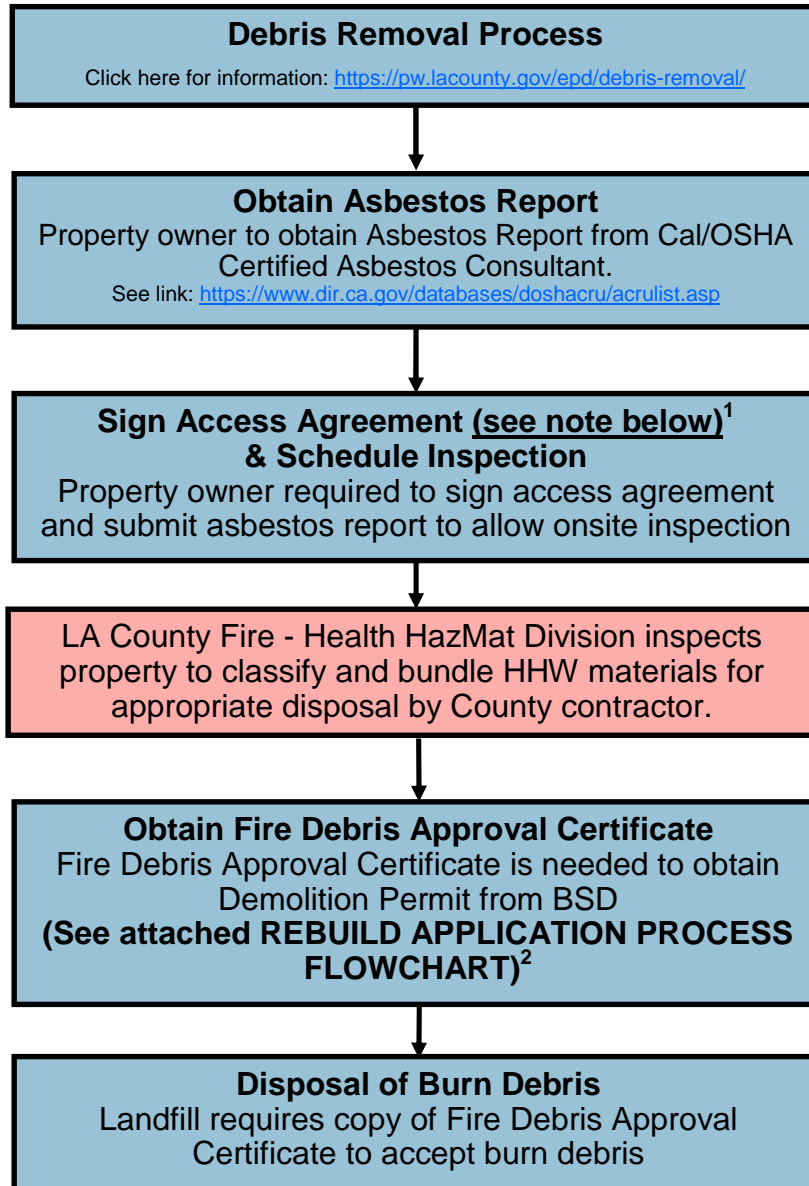 Debris Removal Process
Click here for information: https://pw.lacounty.gov/epd/debris-removal/
Obtain Asbestos Report
Property owner to obtain Asbestos Report from Cal/OSHA
Certified Asbestos Consultant.
See link: https://www.dir.ca.gov/databases/doshacru/acrulist.asp
Sign Access Agreement (see note below)¹
& Schedule Inspection
Property owner required to sign access agreement
and submit asbestos report to allow onsite inspection
LA County Fire - Health HazMat Division inspects
property to classify and bundle HHW materials for
appropriate disposal by County contractor.
Obtain Fire Debris Approval Certificate
Fire Debris Approval Certificate is needed to obtain
Demolition Permit from BSD
(See attached REBUILD APPLICATION PROCESS
FLOWCHART)²
Disposal of Burn Debris
Landfill requires copy of Fire Debris Approval
Certificate to accept burn debris